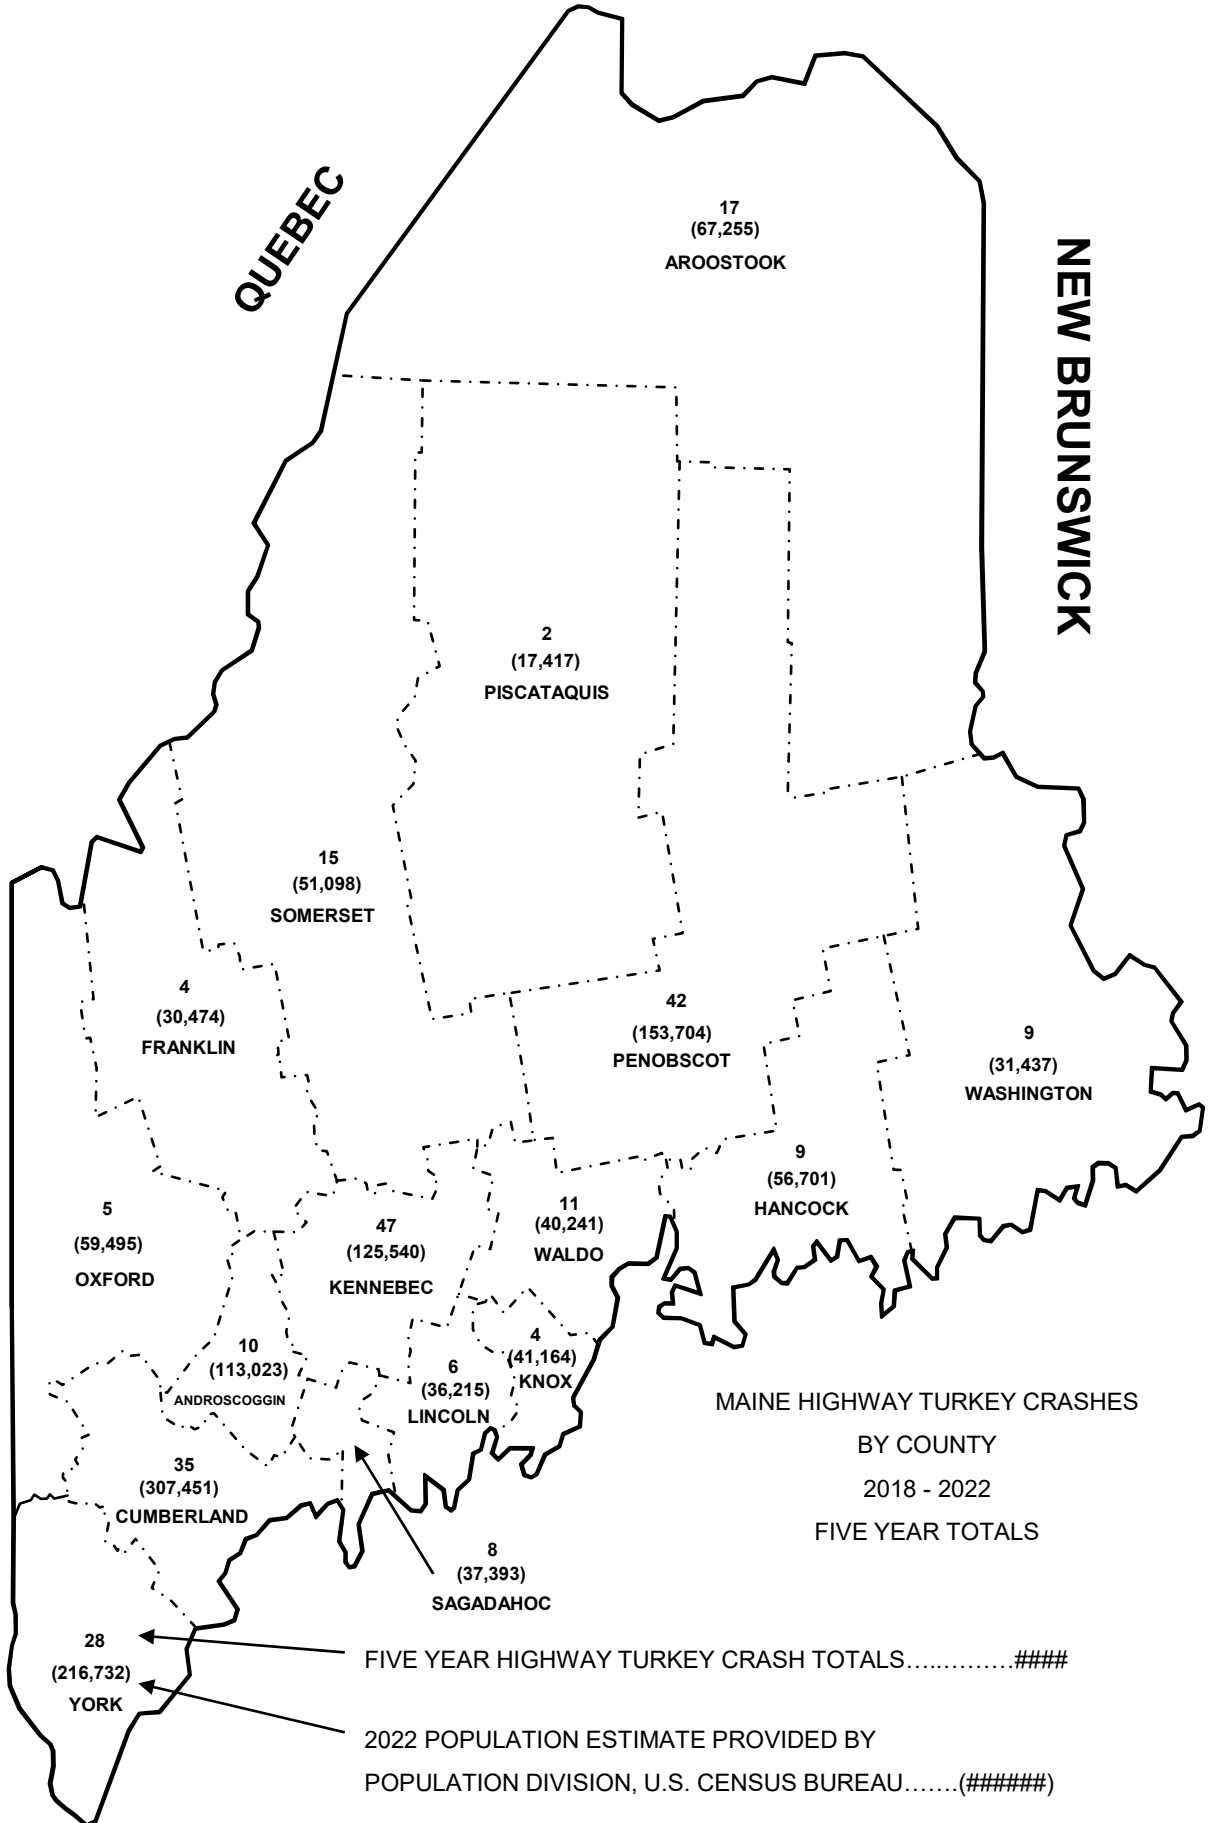 QUEBEC
NEW BRUNSWICK
17
(67,255)
AROOSTOOK
2
(17,417)
PISCATAQUIS
15
(51,098)
SOMERSET
4
(30,474)
FRANKLIN
42
(153,704)
PENOBSCOT
9
(31,437)
WASHINGTON
9
(56,701)
HANCOCK
5
(59,495)
OXFORD
47
(125,540)
KENNEBEC
11
(40,241)
WALDO
10
(113,023)
ANDROSCOGGIN
6
(36,215)
LINCOLN
4
(41,164)
KNOX
35
(307,451)
CUMBERLAND
8
(37,393)
SAGADAHOC
28
(216,732)
YORK
MAINE HIGHWAY TURKEY CRASHES
BY COUNTY
2018 - 2022
FIVE YEAR TOTALS
FIVE YEAR HIGHWAY TURKEY CRASH TOTALS…..………####
2022 POPULATION ESTIMATE PROVIDED BY
POPULATION DIVISION, U.S. CENSUS BUREAU…….(######)